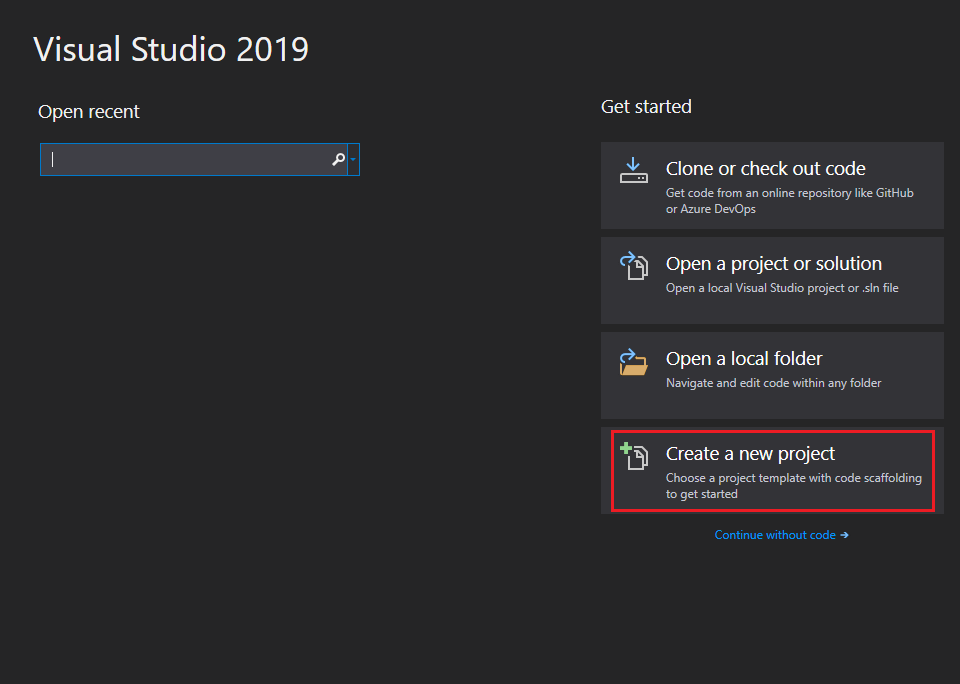 Visual Studio 2019
Open recent
Get started
Clone or check out code
Get code from an online repository like GitHub
or Azure DevOps
Open a project or solution
Open a local Visual Studio project or .sln file
Open a local folder
Navigate and edit code within any folder
Create a new project
Choose a project template with code scaffolding
to get started
Continue without code →